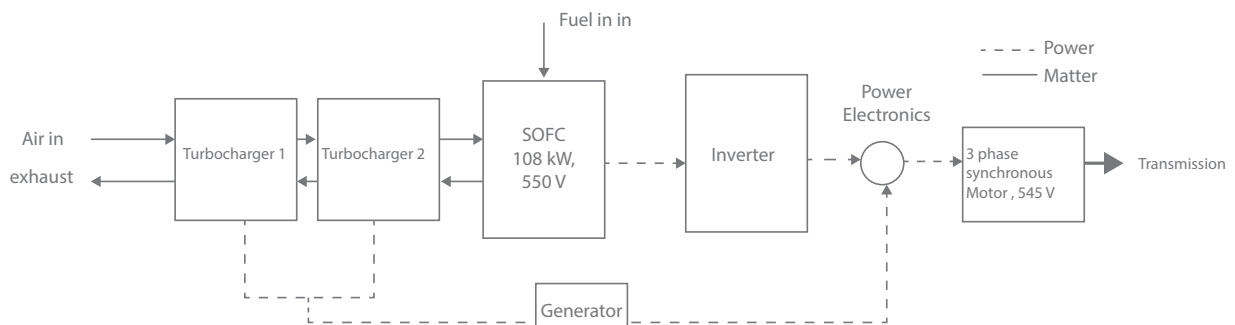 Fuel in in
Power
Matter
Power
Electronics
Air in
exhaust
Turbocharger 1
Turbocharger 2
SOFC
108 kW,
550 V
Inverter
3 phase
synchronous
Motor , 545 V
Transmission
Generator